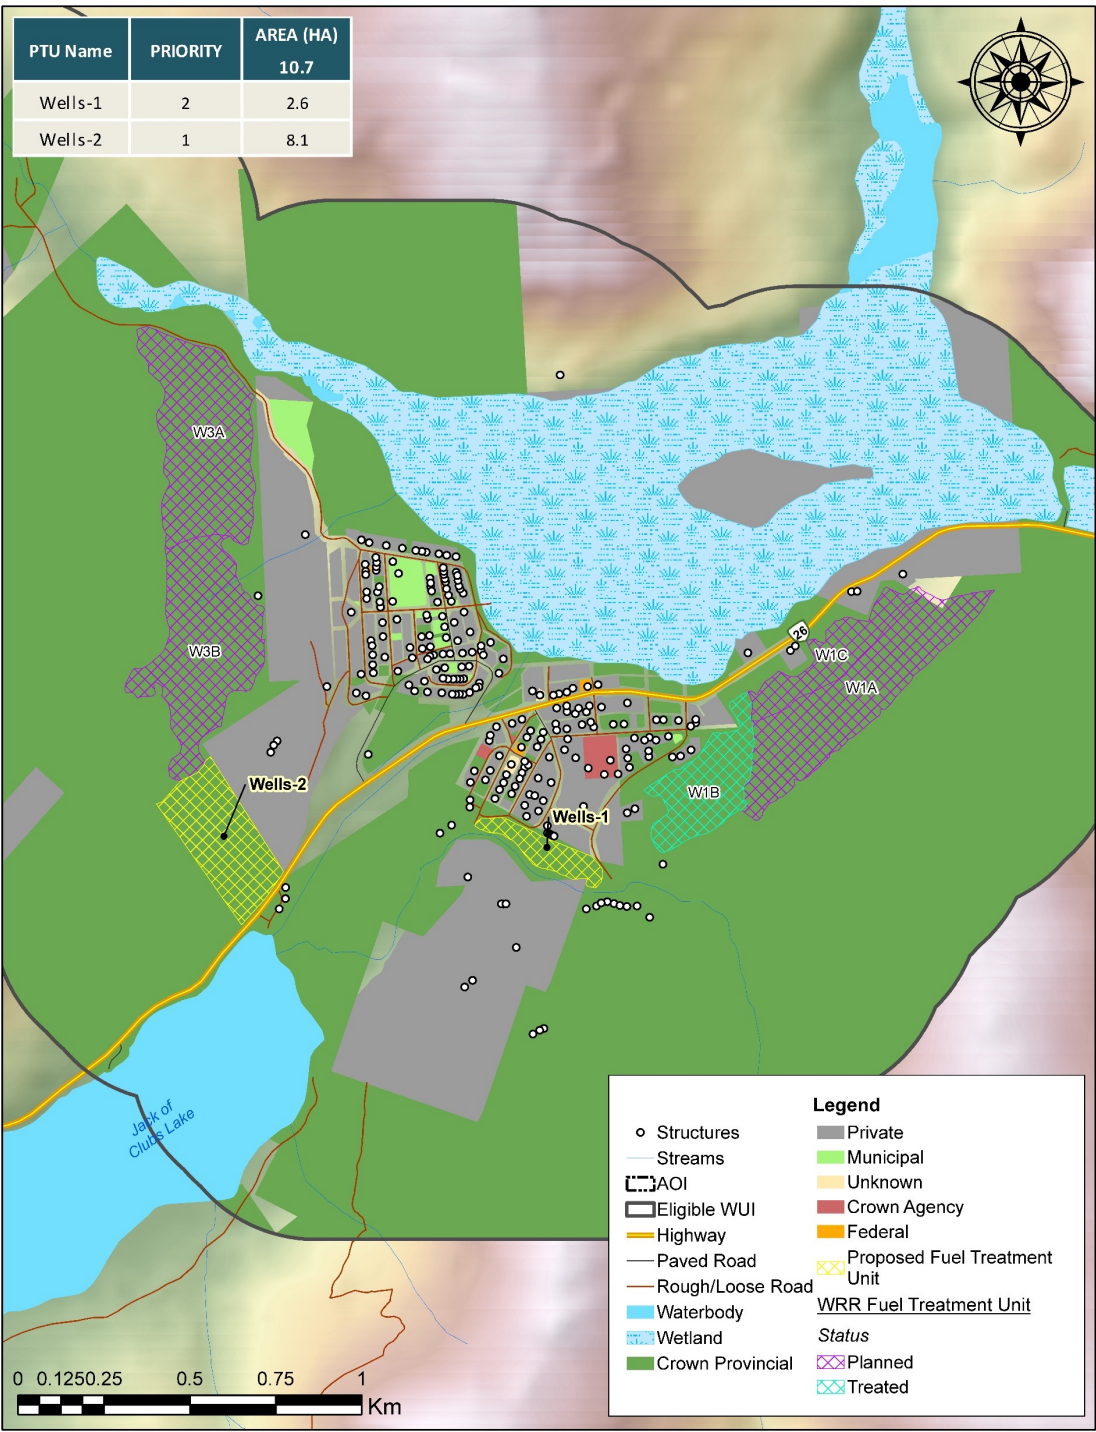 PTU Name PRIORITY AREA (HA)
10.7
Wells-1 2 2.6
Wells-2 1 8.1
W3A
W3B
26
W1C
W1A
W1B
Wells-2
Wells-1
Jack of
Clubs Lake
Legend
Structures
Streams
AOI
Eligible WUI
Highway
Paved Road
Rough/Loose Road
Waterbody
Wetland
Crown Provincial
Private
Municipal
Unknown
Crown Agency
Federal
Proposed Fuel Treatment
Unit
WRR Fuel Treatment Unit
Status
Planned
Treated
0 0.125 0.25 0.5 0.75 1
Km